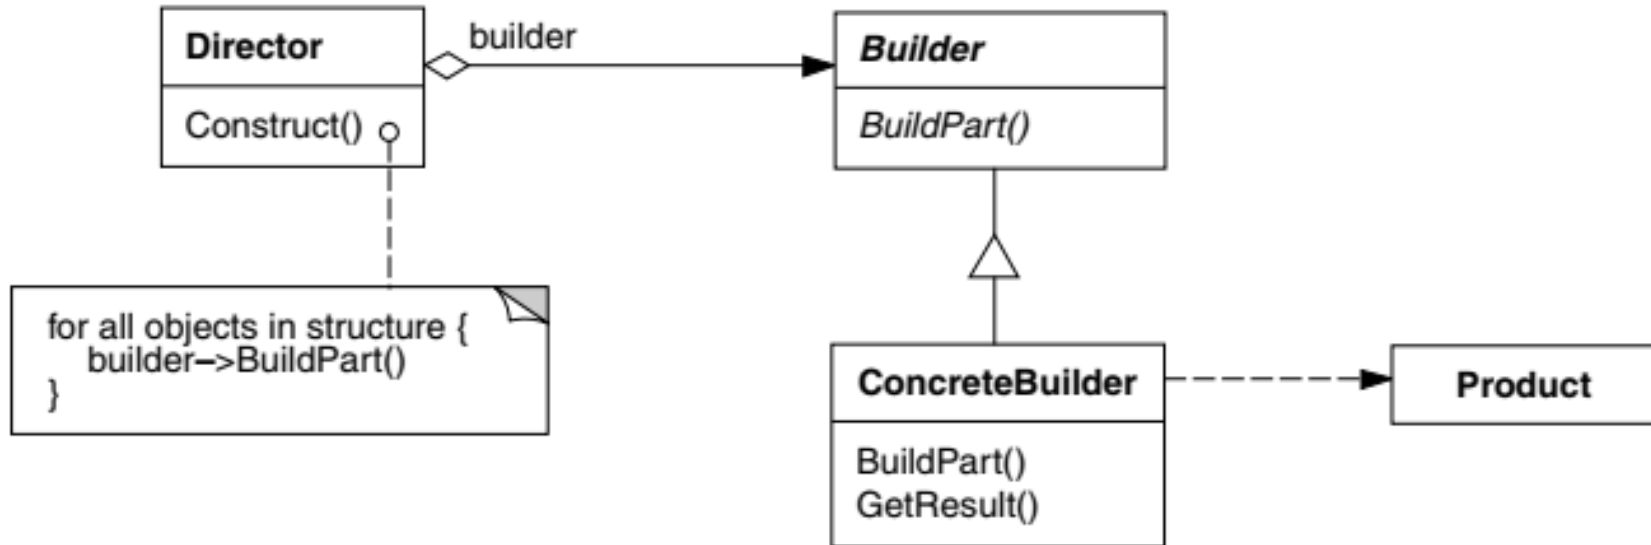 Director
Construct()
builder
Builder
BuildPart()
for all objects in structure {
builder–>BuildPart()
}
ConcreteBuilder
BuildPart()
GetResult()
Product